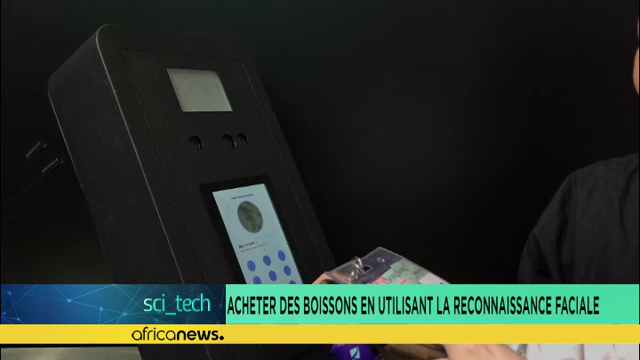 sci_tech
ACHETER DES BOISSONS EN UTILISANT LA RECONNAISSANCE FACIALE
africanews.